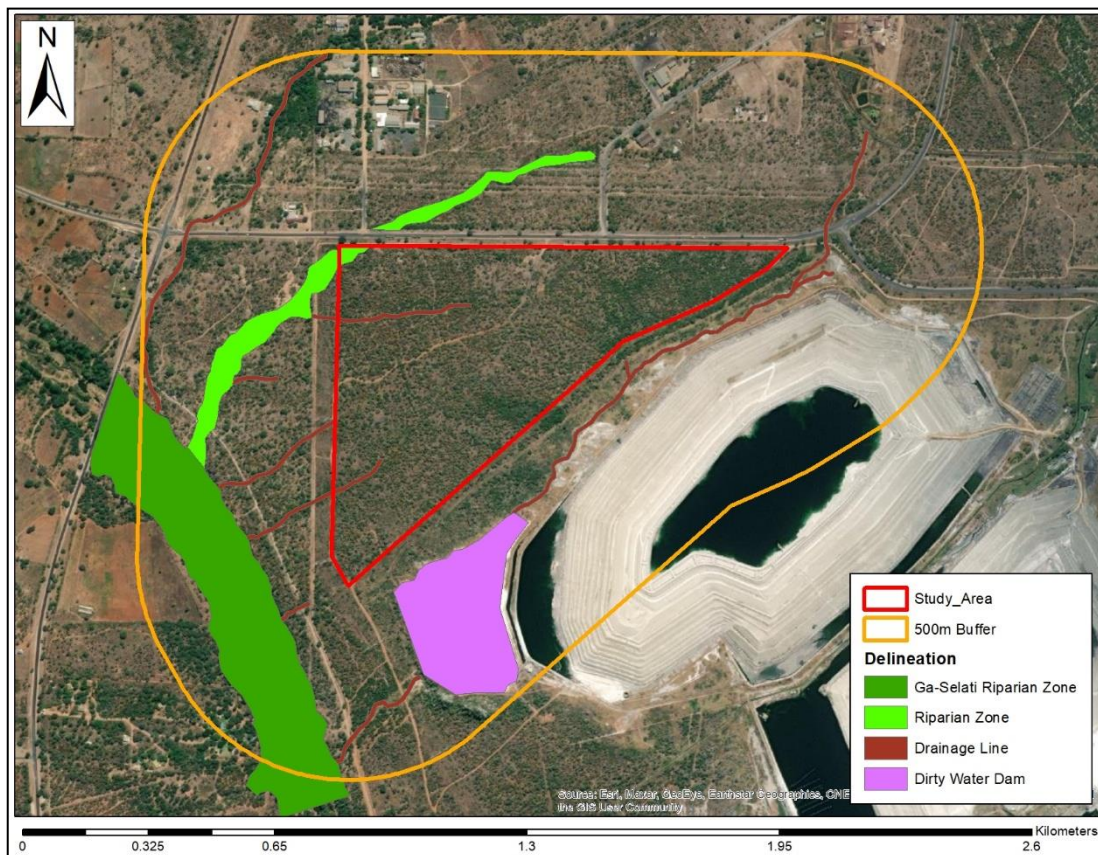 N
Study_Area
500m Buffer
Delineation
Ga-Selati Riparian Zone
Riparian Zone
Drainage Line
Dirty Water Dam
Source: Esri, Maxar, GeoEye, Earthstar Geographics, CNE
the GIS User Community
Kilometers
0 0.325 0.65 1.3 1.95 2.6